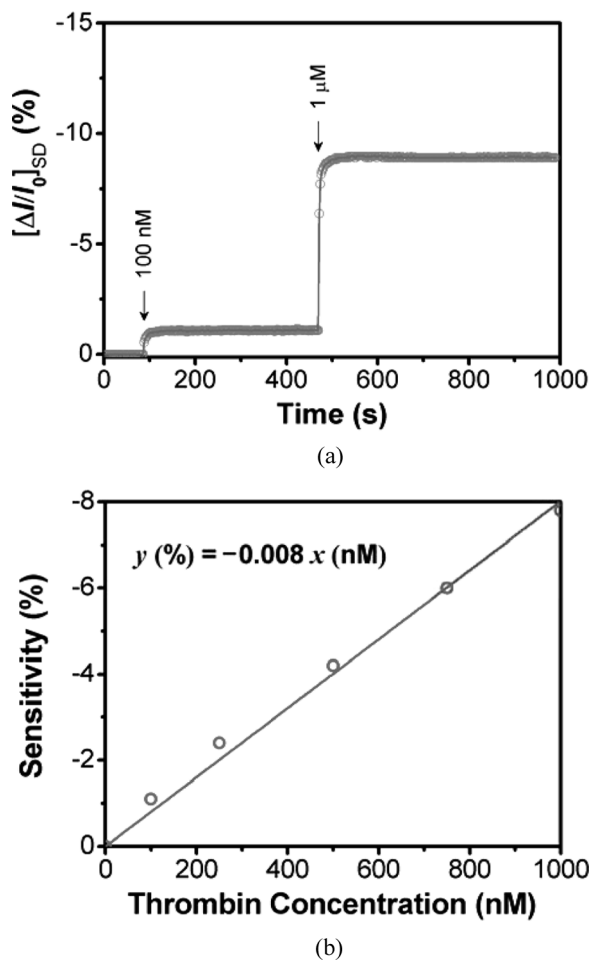 -15
-10
-5
0
[ΔI/I₀]SD (%)
100 nM
1 μM
0 200 400 600 800 1000
Time (s)
(a)
-8
-6
-4
-2
0
Sensitivity (%)
y (%) = −0.008 x (nM)
0 200 400 600 800 1000
Thrombin Concentration (nM)
(b)